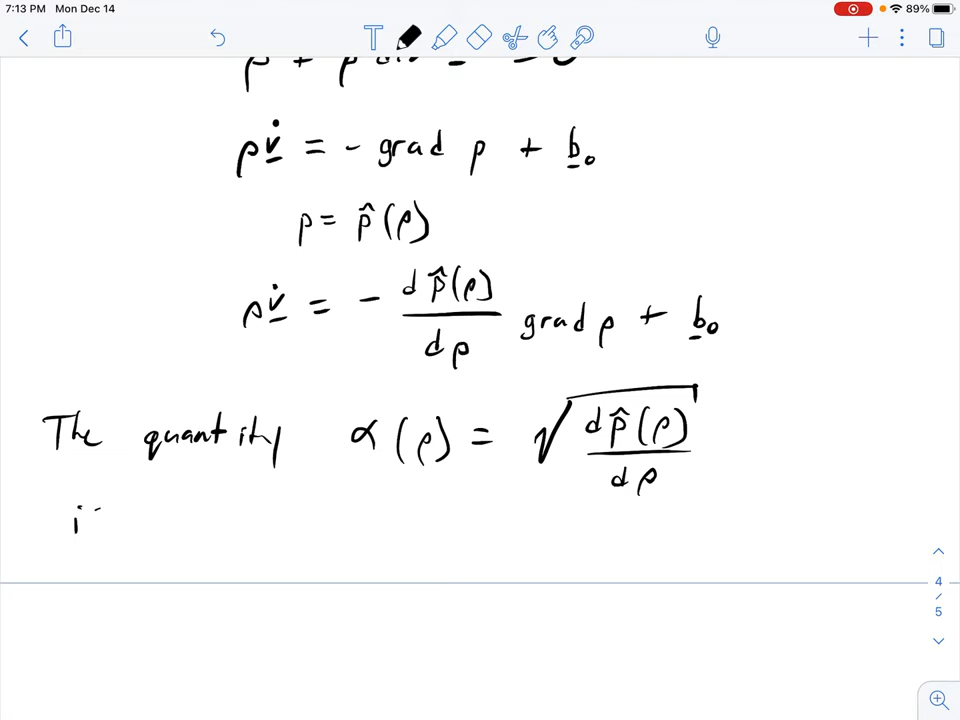 7:13 PM Mon Dec 14
89%
T
ρv̇ = - grad p + b₀
p = p̂(ρ)
ρv̇ = - dp̂(ρ)/dρ grad ρ + b₀
The quantity α(ρ) = √(dp̂(ρ)/dρ)
4
/
5